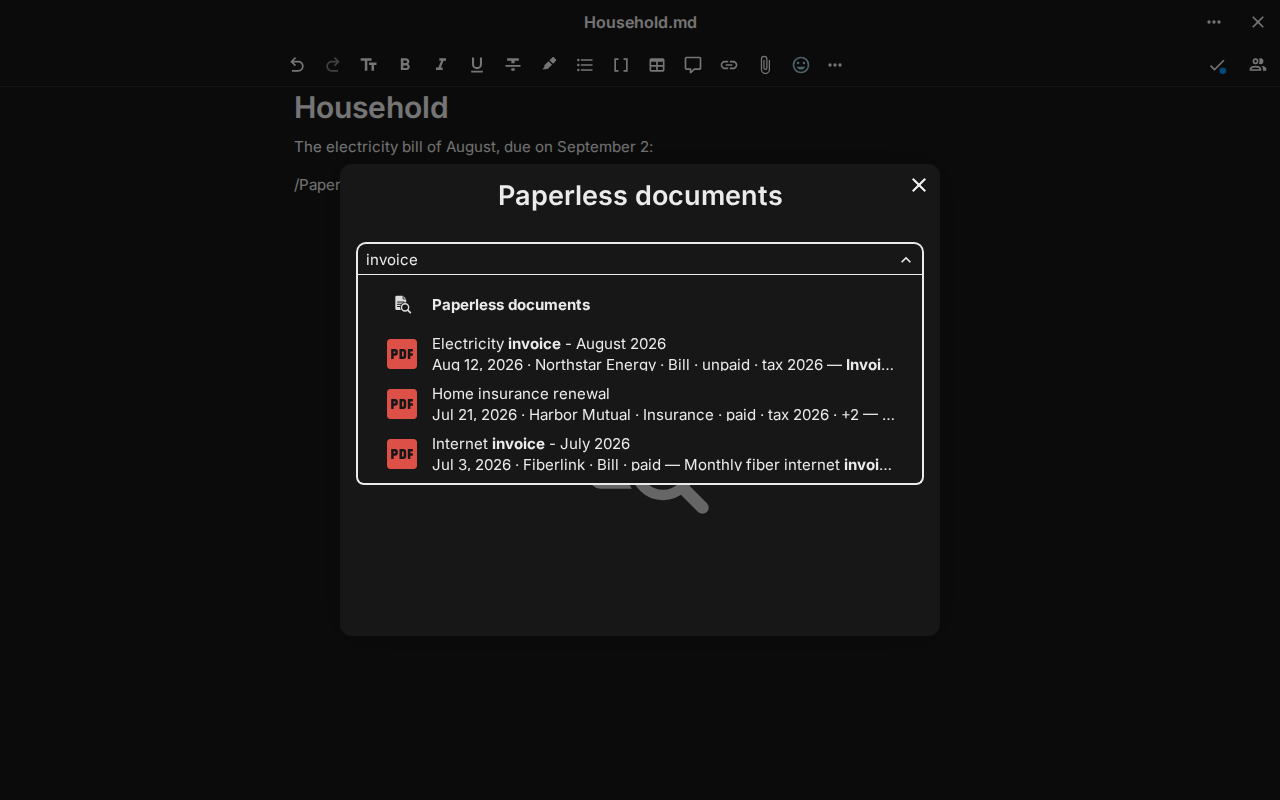 Household.md
Household
The electricity bill of August, due on September 2:
/Paper
Paperless documents
invoice
Paperless documents
PDF
Electricity invoice - August 2026
Aug 12, 2026 · Northstar Energy · Bill · unpaid · tax 2026 — Invoi...
PDF
Home insurance renewal
Jul 21, 2026 · Harbor Mutual · Insurance · paid · tax 2026 · +2 — ...
PDF
Internet invoice - July 2026
Jul 3, 2026 · Fiberlink · Bill · paid — Monthly fiber internet invoi...